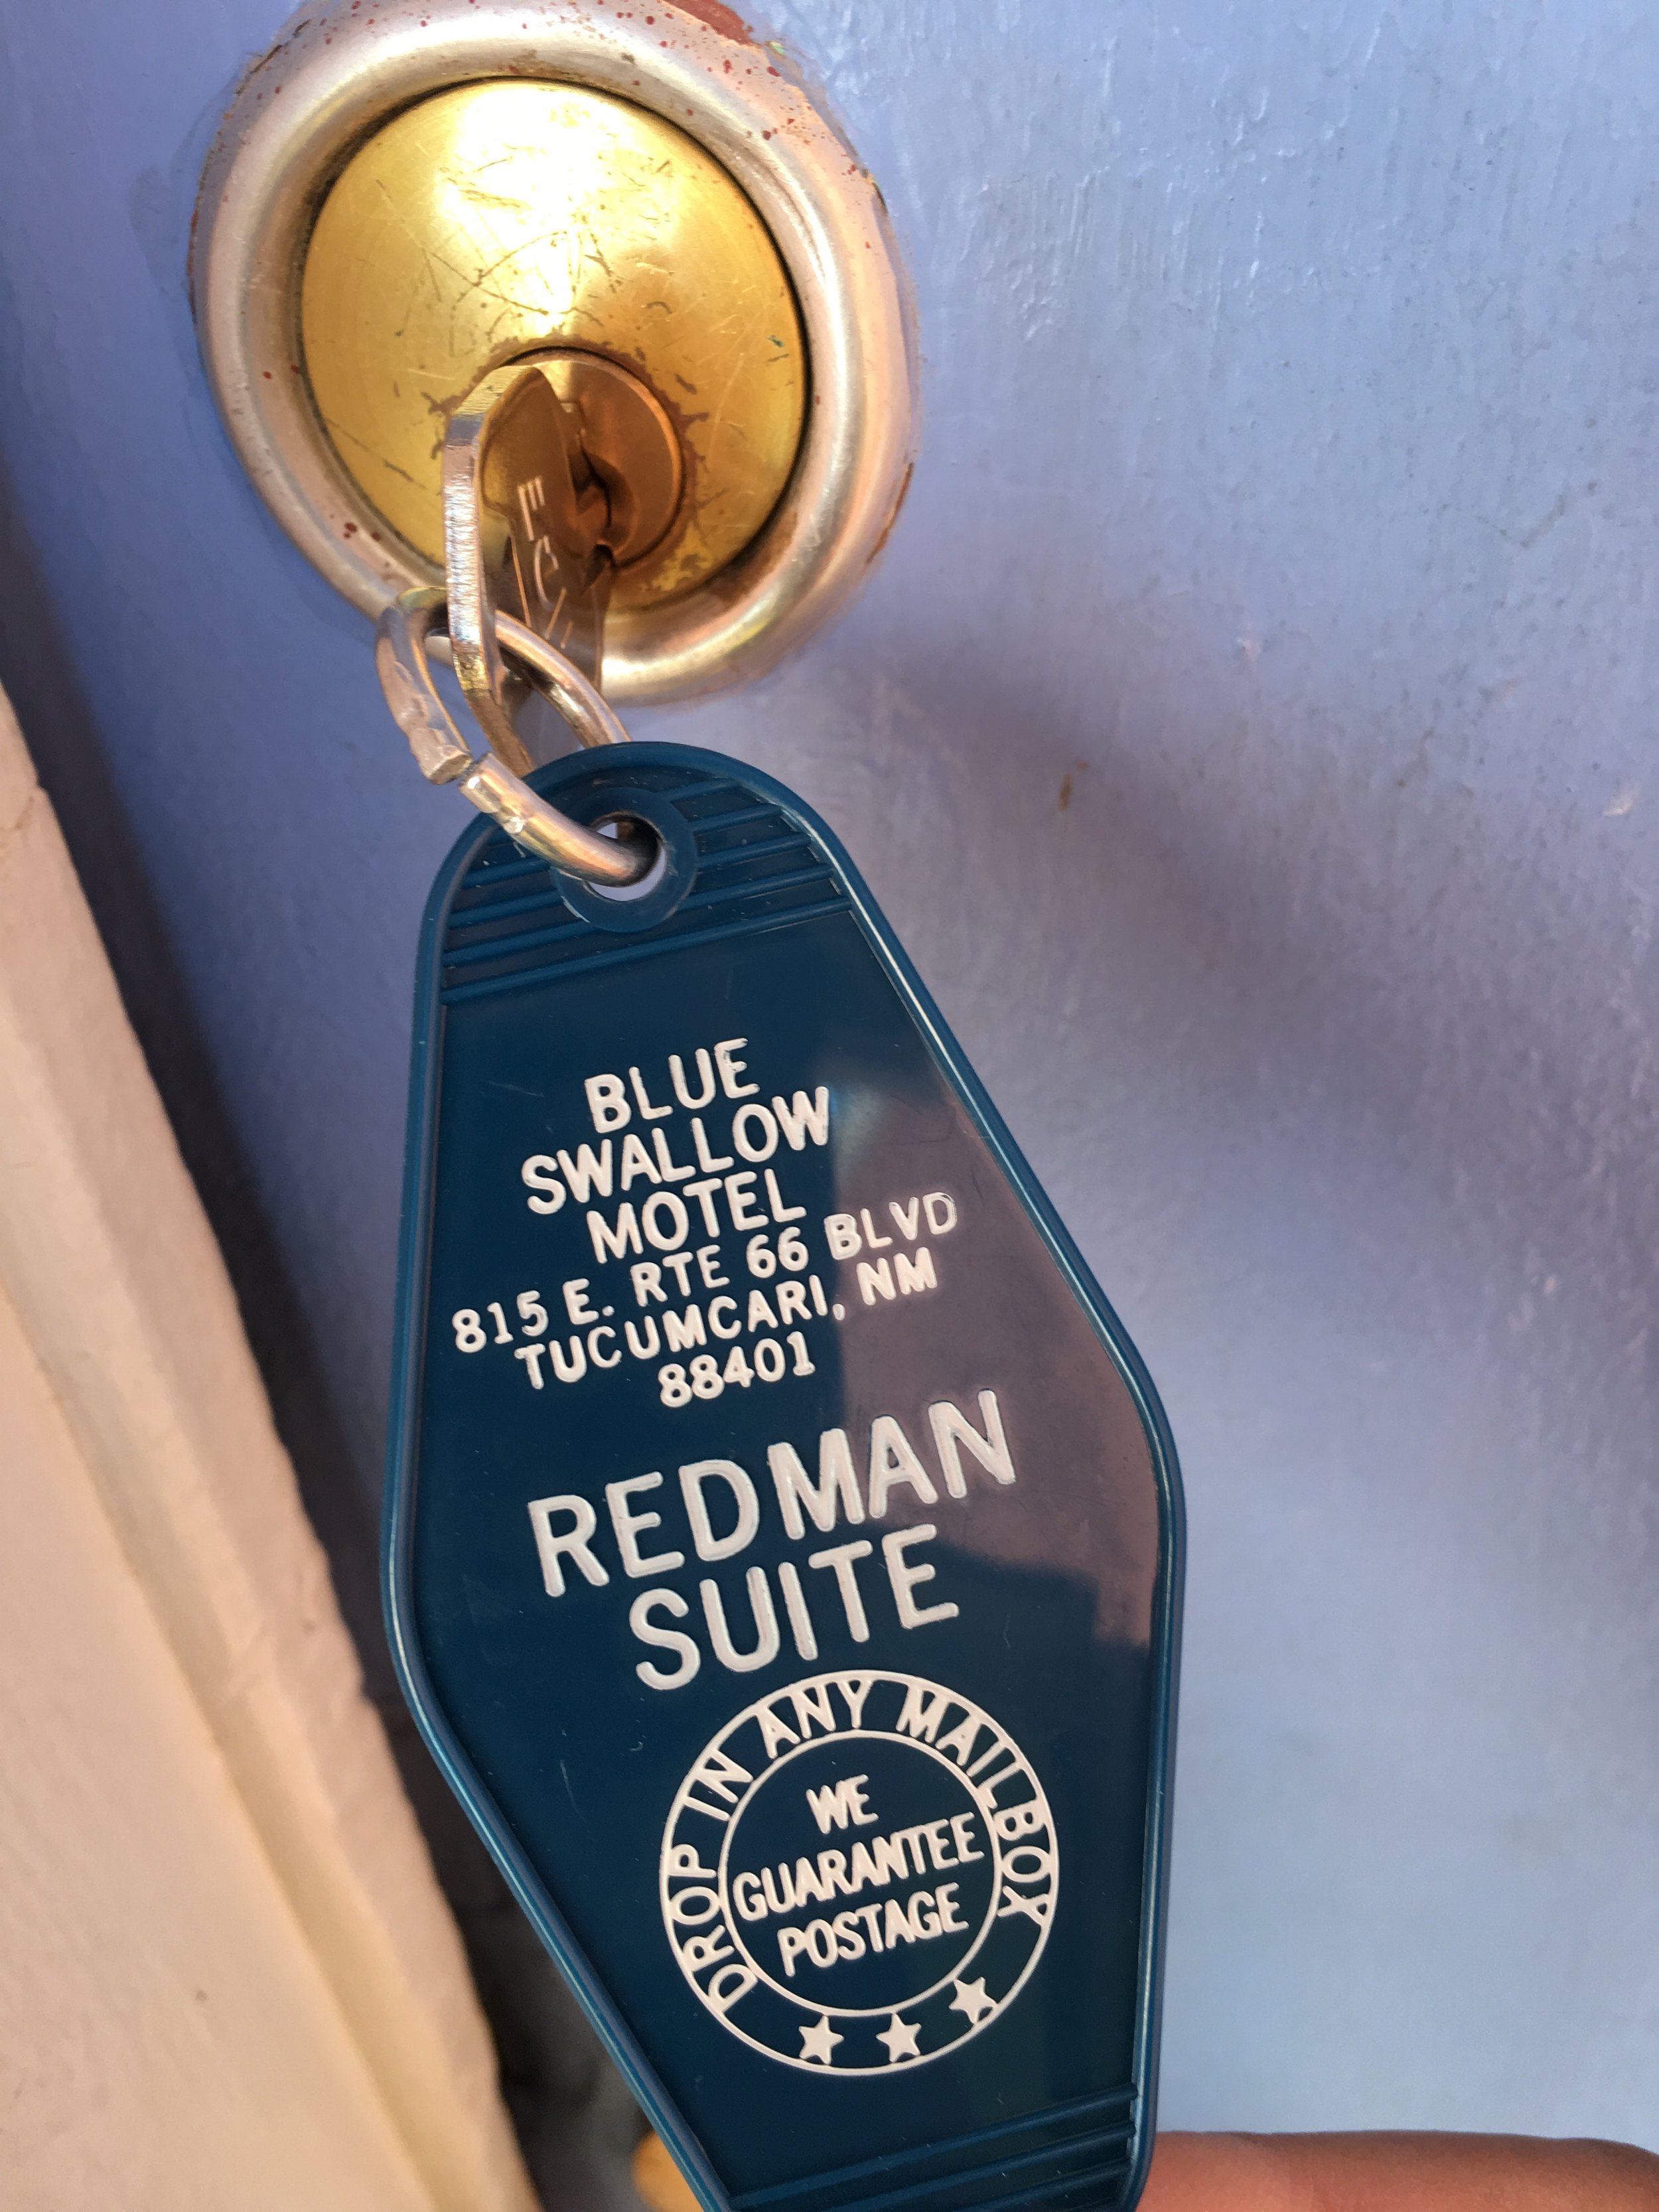 BLUE
SWALLOW
MOTEL
815 E. RTE 66 BLVD
TUCUMCARI, NM
88401
REDMAN
SUITE
DROP IN ANY MAILBOX
WE
GUARANTEE
POSTAGE